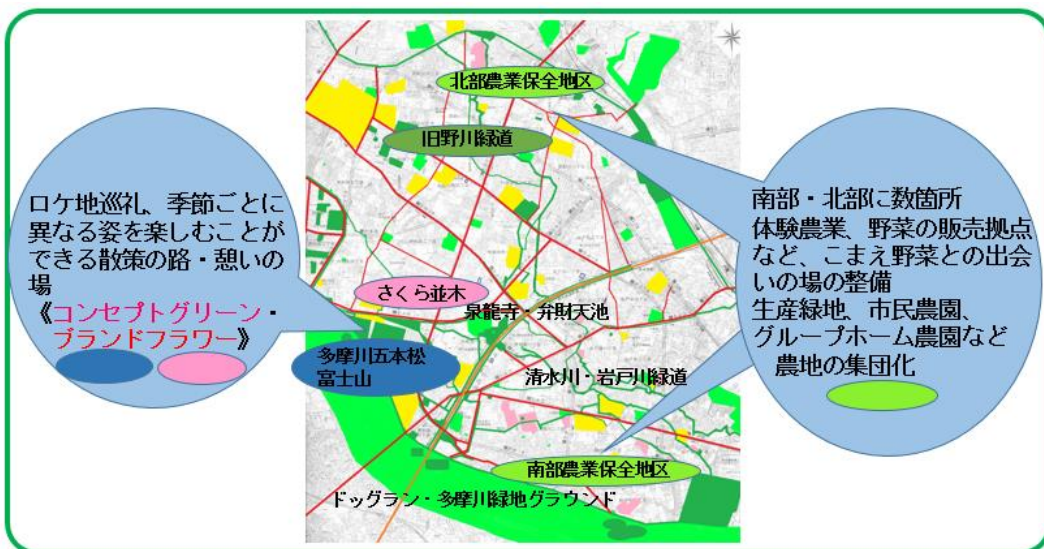 北部農業保全地区
旧野川緑道
ロケ地巡礼、季節ごとに
異なる姿を楽しむことが
できる散策の路・憩いの
場
《コンセプトグリーン・
ブランドフラワー》
さくら並木
泉龍寺・弁財天池
多摩川五本松
富士山
清水川・岩戸川緑道
南部農業保全地区
ドッグラン・多摩川緑地グラウンド
南部・北部に数箇所
体験農業、野菜の販売拠点
など、こまえ野菜との出会
いの場の整備
生産緑地、市民農園、
グループホーム農園など
農地の集団化